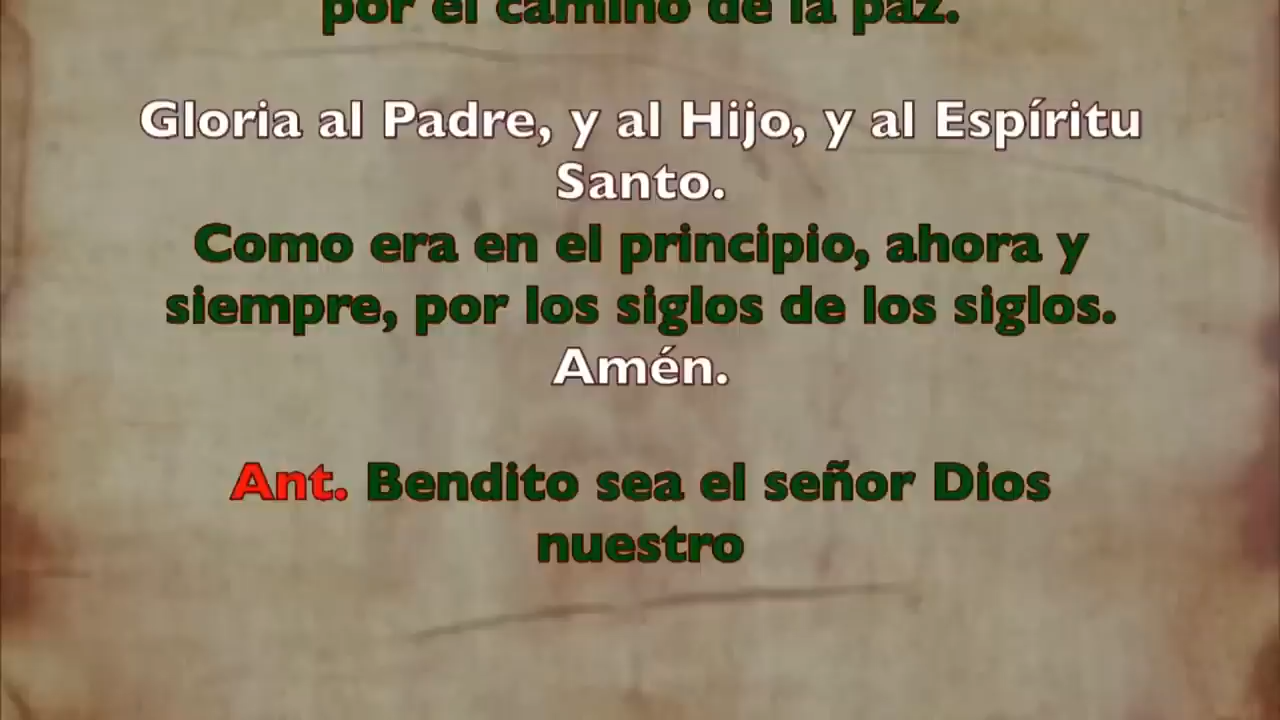 por el camino de la paz.
Gloria al Padre, y al Hijo, y al Espíritu
Santo.
Como era en el principio, ahora y
siempre, por los siglos de los siglos.
Amén.
Ant. Bendito sea el señor Dios
nuestro